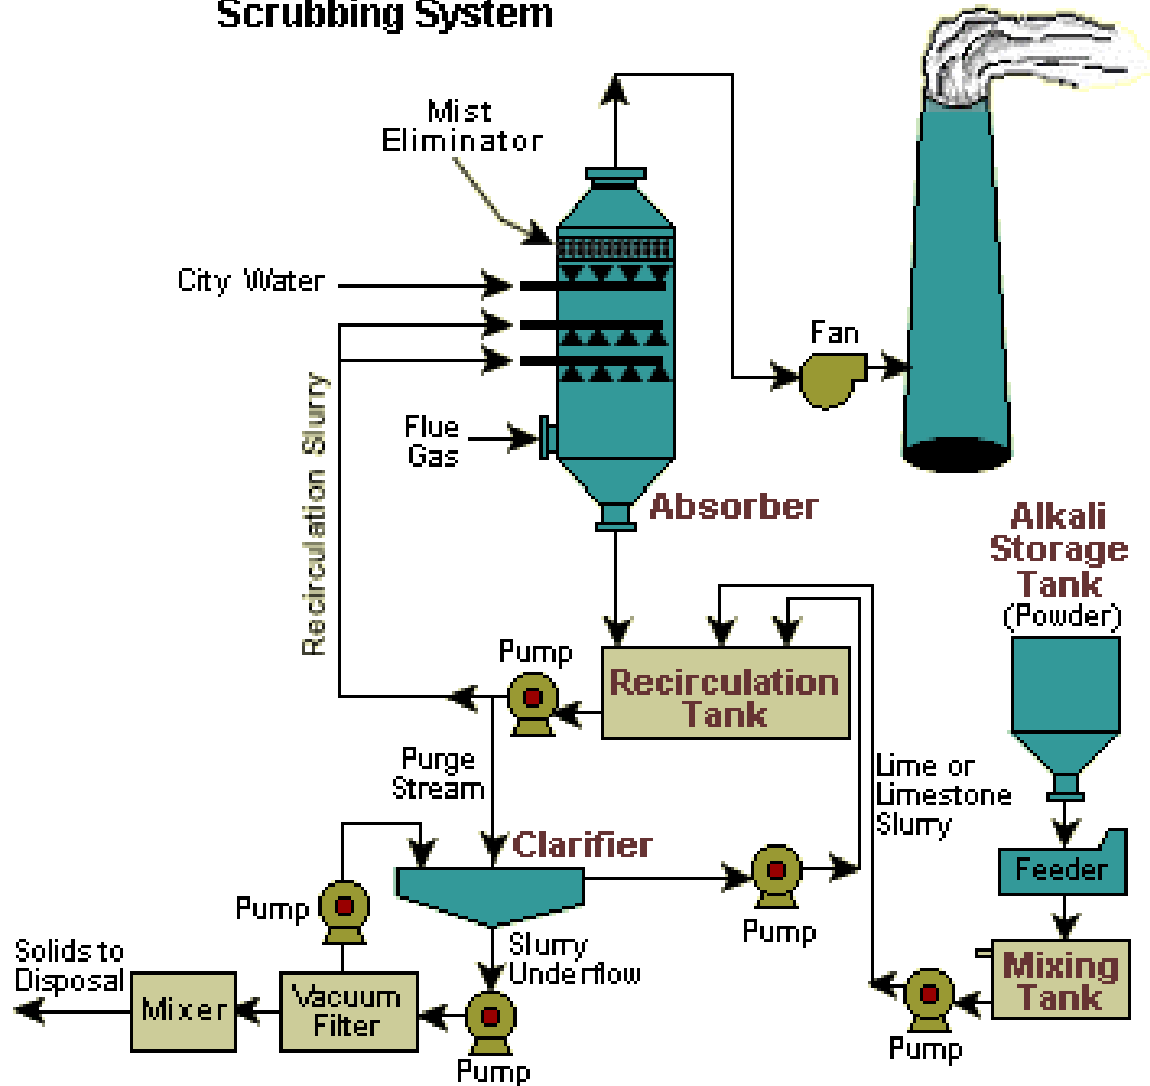 Scrubbing System
Mist
Eliminator
City Water
Fan
Recirculation Slurry
Flue
Gas
Absorber
Alkali
Storage
Tank
(Powder)
Pump
Recirculation
Tank
Purge
Stream
Lime or
Limestone
Slurry
Clarifier
Feeder
Pump
Pump
Slurry
Underflow
Solids to
Disposal
Mixer
Vacuum
Filter
Pump
Mixing
Tank
Pump